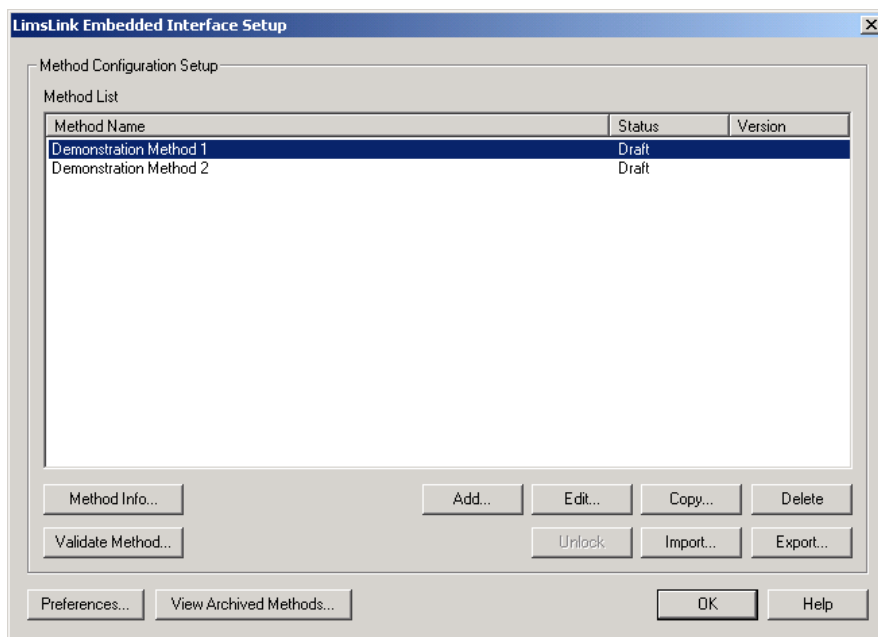 LimsLink Embedded Interface Setup
Method Configuration Setup
Method List
Method Name Status Version
Demonstration Method 1 Draft
Demonstration Method 2 Draft
Method Info... Add... Edit... Copy... Delete
Validate Method... Unlock Import... Export...
Preferences... View Archived Methods... OK Help